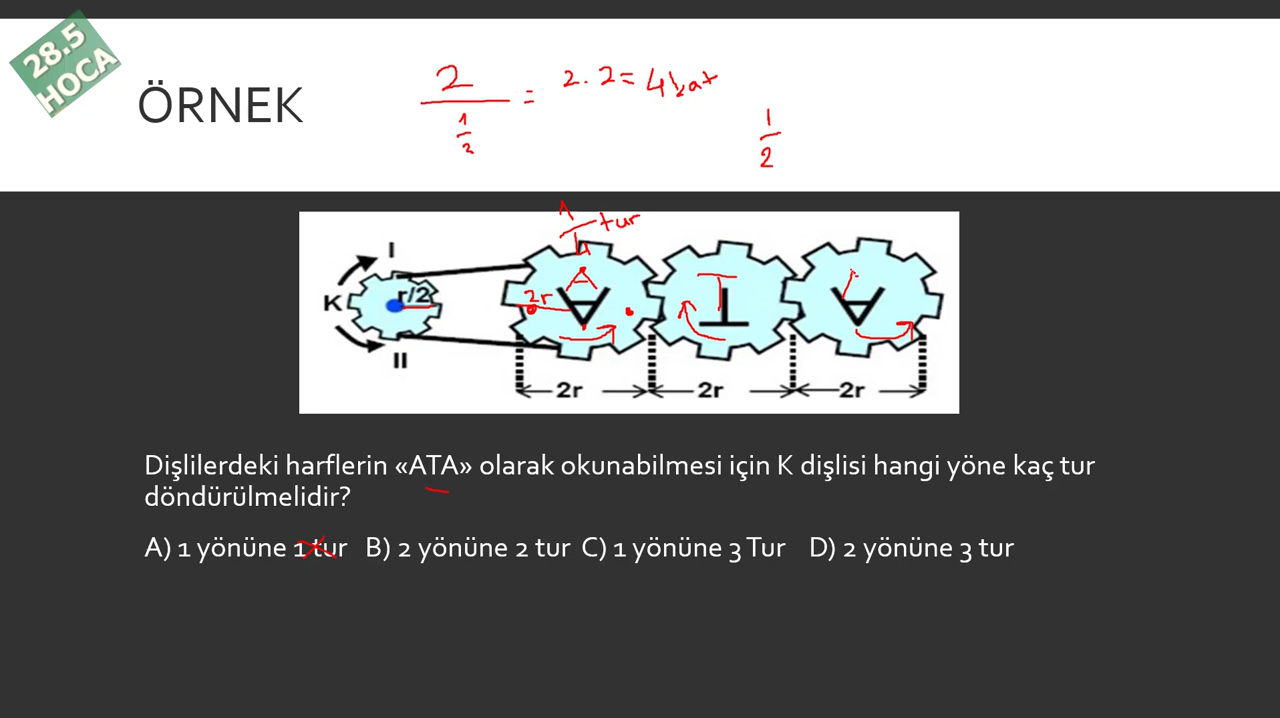 28.5
HOCA
ÖRNEK
2 / 1/2 = 2.2= 4 kat
1/2
1/4 tur
I
K
r/2
II
2r
A
A
T
T
A
2r
2r
2r
Dişlilerdeki harflerin «ATA» olarak okunabilmesi için K dişlisi hangi yöne kaç tur
döndürülmelidir?
A) 1 yönüne 1 tur B) 2 yönüne 2 tur C) 1 yönüne 3 Tur D) 2 yönüne 3 tur